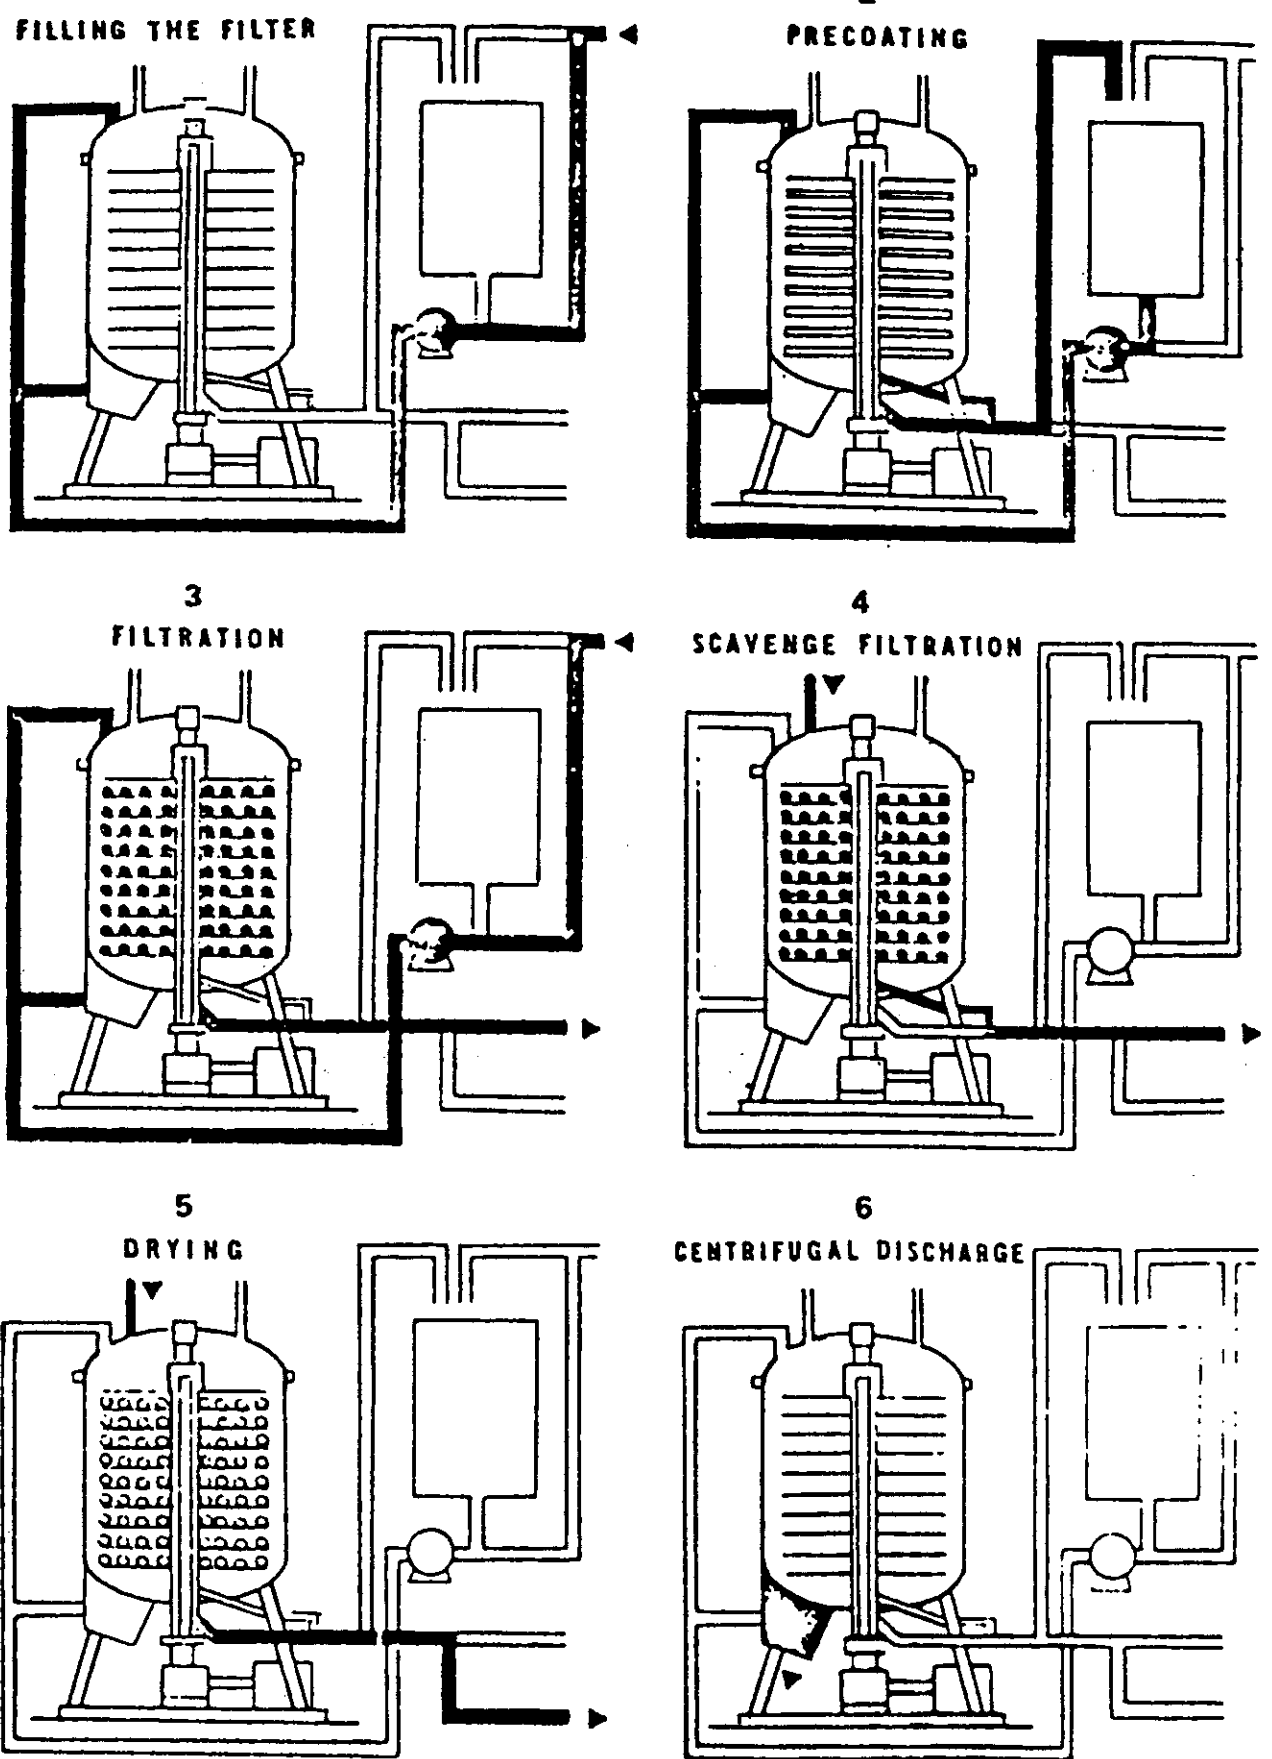 FILLING THE FILTER
PRECOATING
3
FILTRATION
4
SCAVENGE FILTRATION
5
DRYING
6
CENTRIFUGAL DISCHARGE